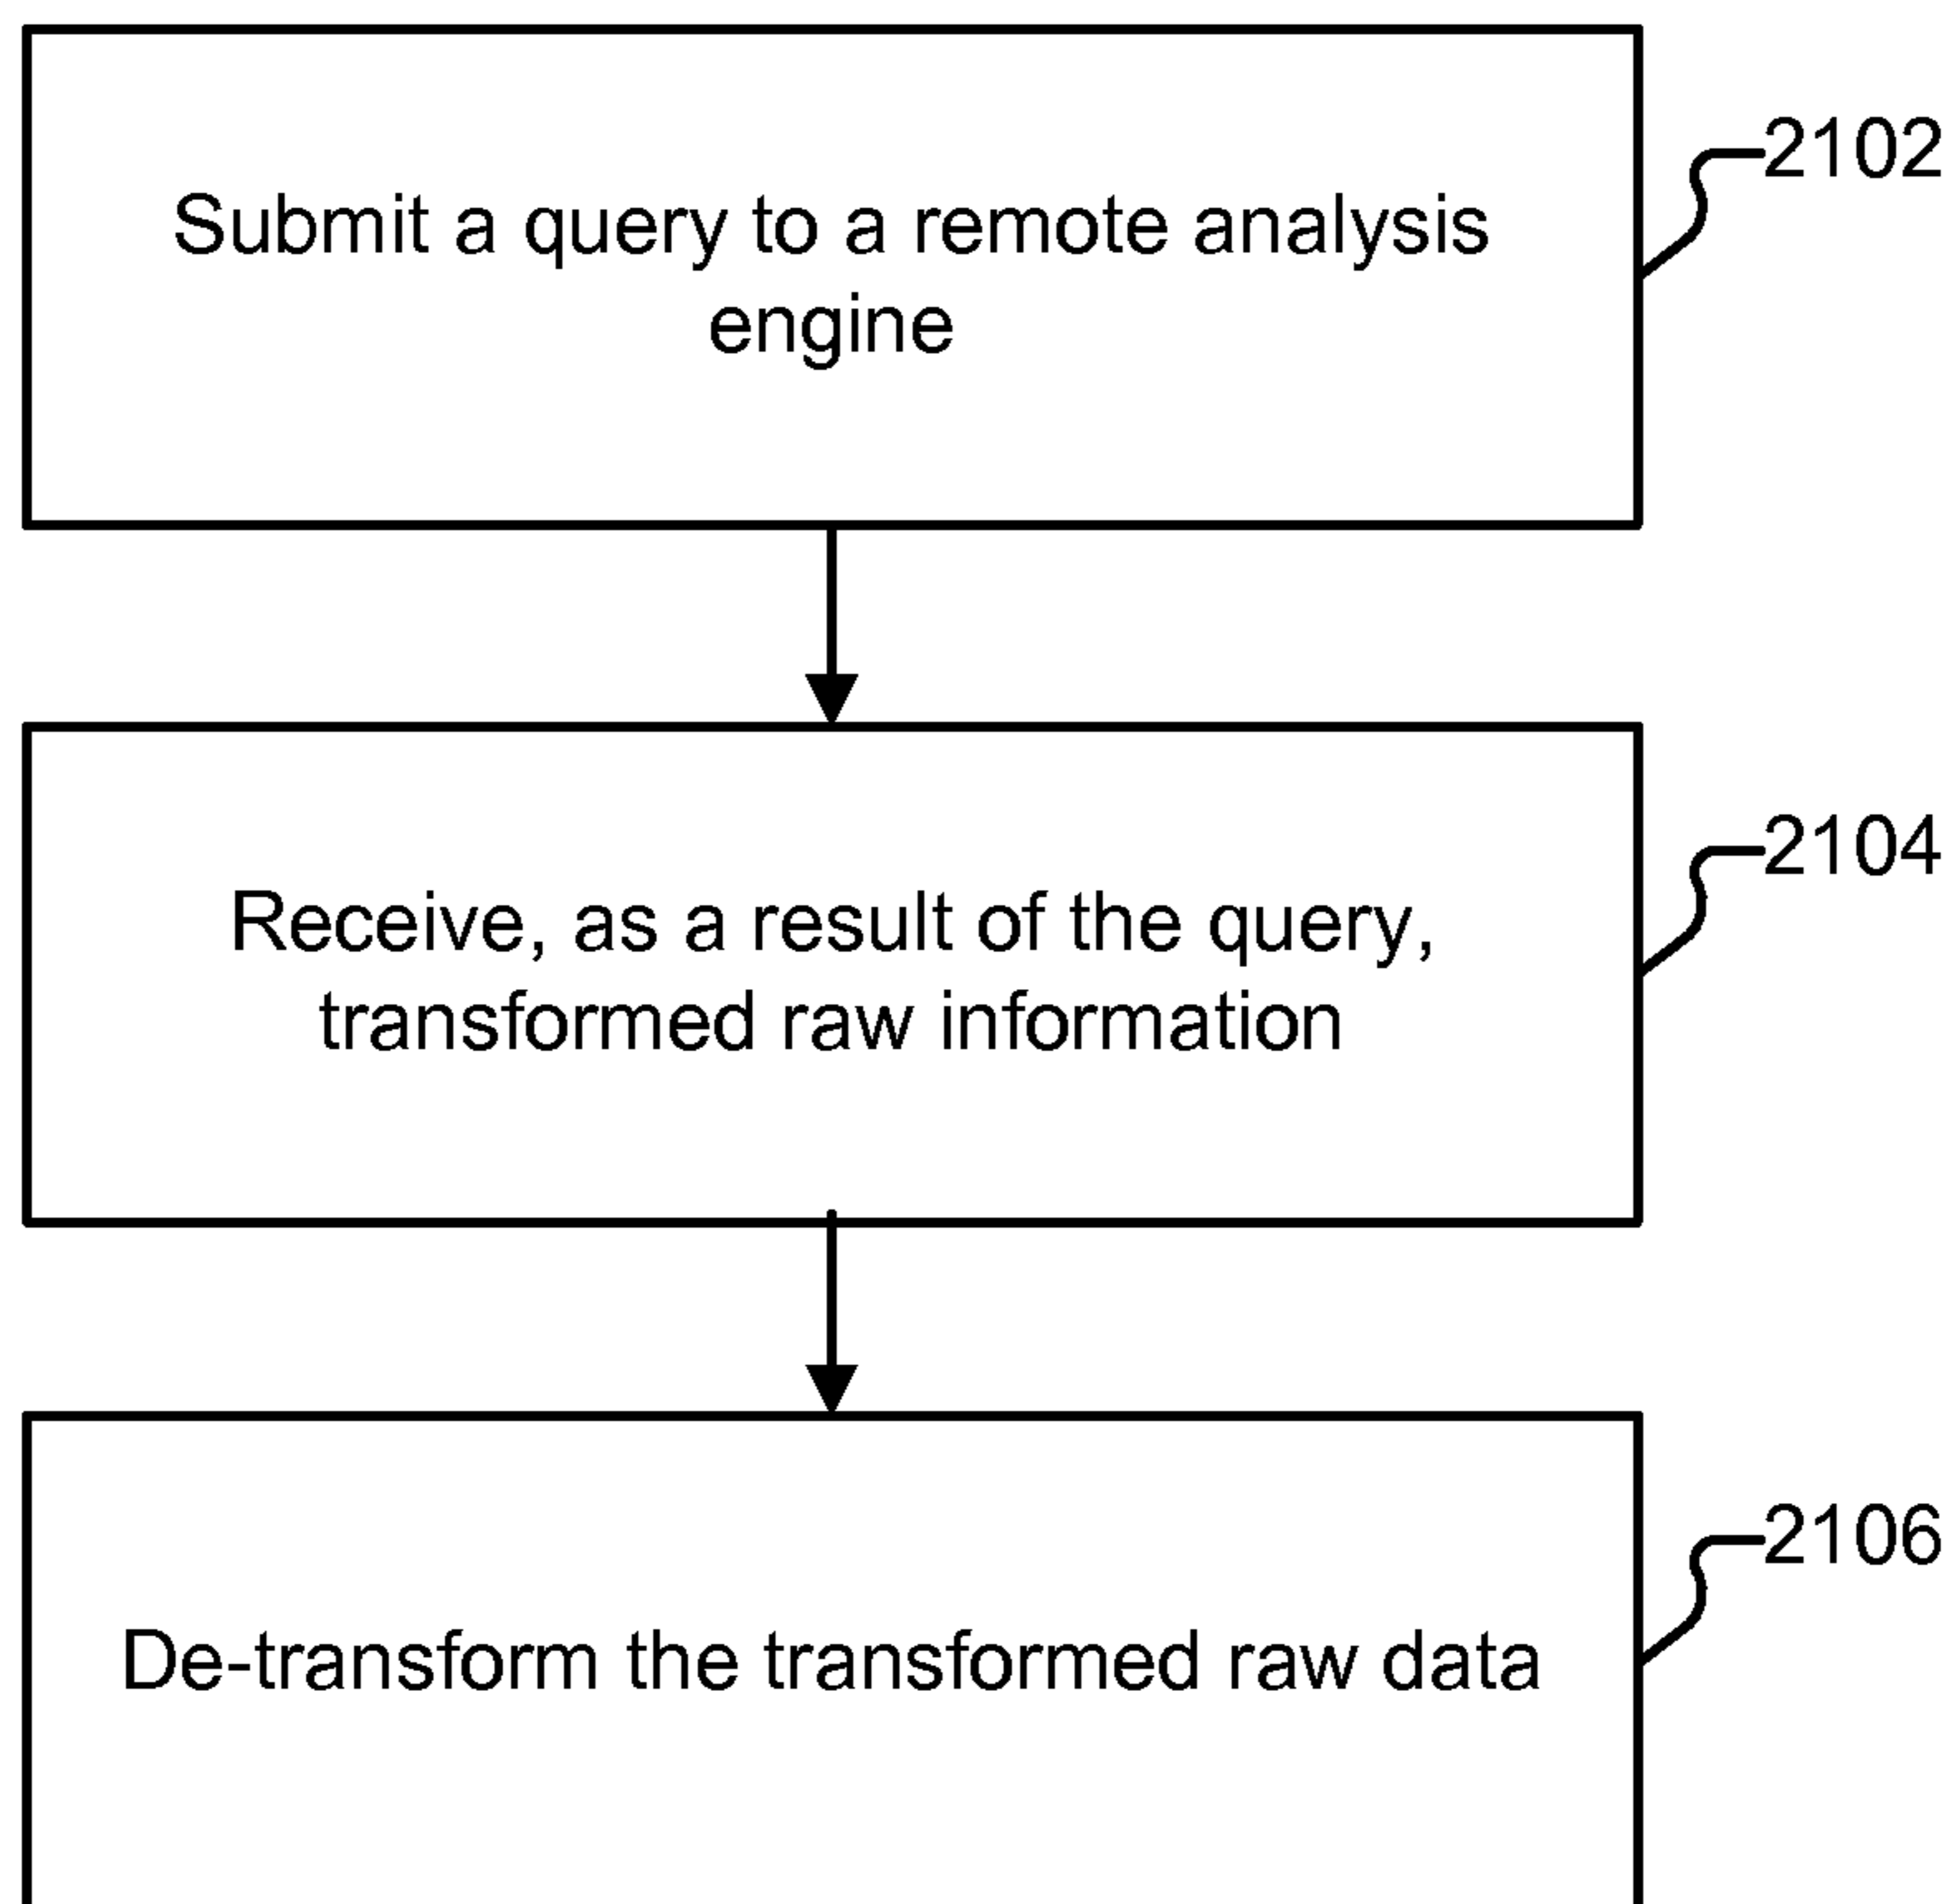 2102
Submit a query to a remote analysis
engine
2104
Receive, as a result of the query,
transformed raw information
2106
De-transform the transformed raw data